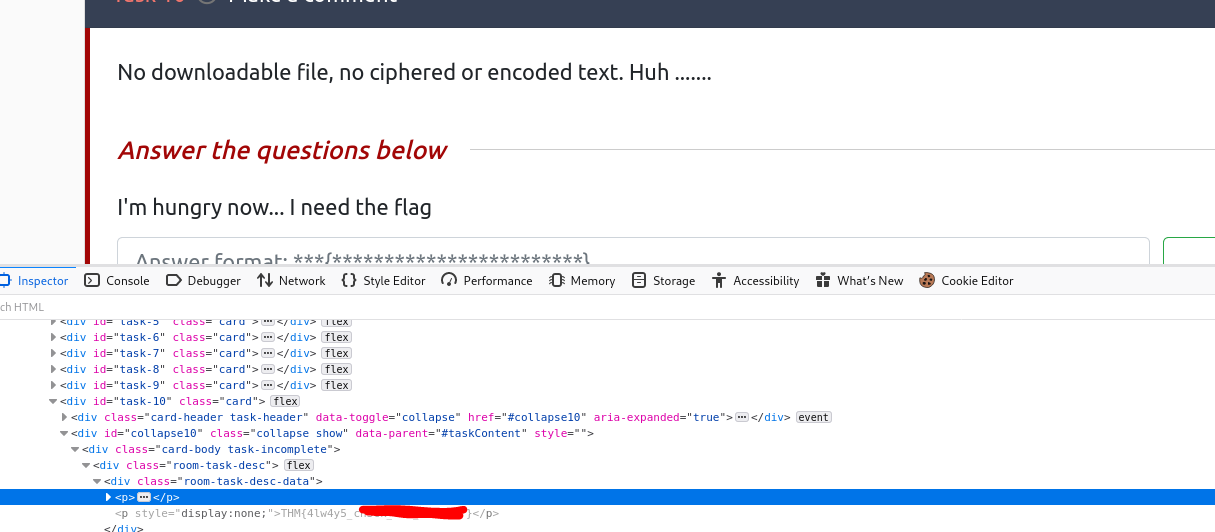 Task 10 Make a comment
No downloadable file, no ciphered or encoded text. Huh .......
Answer the questions below
I'm hungry now... I need the flag
Answer format: ***{************************}
Inspector Console Debugger Network Style Editor Performance Memory Storage Accessibility What's New Cookie Editor
ch HTML
<div id="task-5" class="card">···</div> flex
<div id="task-6" class="card">···</div> flex
<div id="task-7" class="card">···</div> flex
<div id="task-8" class="card">···</div> flex
<div id="task-9" class="card">···</div> flex
<div id="task-10" class="card"> flex
<div class="card-header task-header" data-toggle="collapse" href="#collapse10" aria-expanded="true">···</div> event
<div id="collapse10" class="collapse show" data-parent="#taskContent" style="">
<div class="card-body task-incomplete">
<div class="room-task-desc"> flex
<div class="room-task-desc-data">
<p>···</p>
<p style="display:none;">THM{4lw4y5_ }</p>
</div>